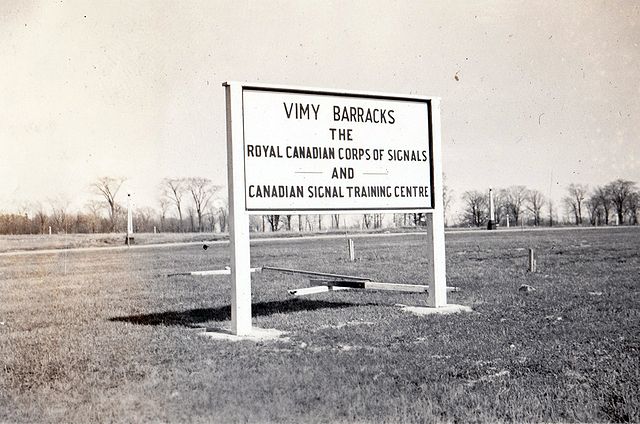 VIMY BARRACKS
THE
ROYAL CANADIAN CORPS OF SIGNALS
AND
CANADIAN SIGNAL TRAINING CENTRE